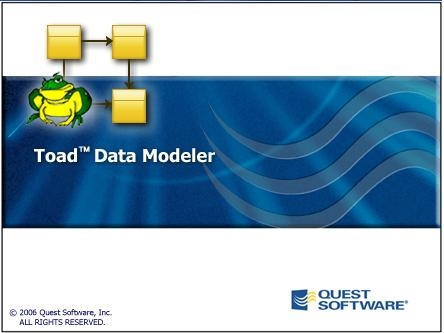 Toad™ Data Modeler
QUEST
SOFTWARE®
© 2006 Quest Software, Inc.
ALL RIGHTS RESERVED.